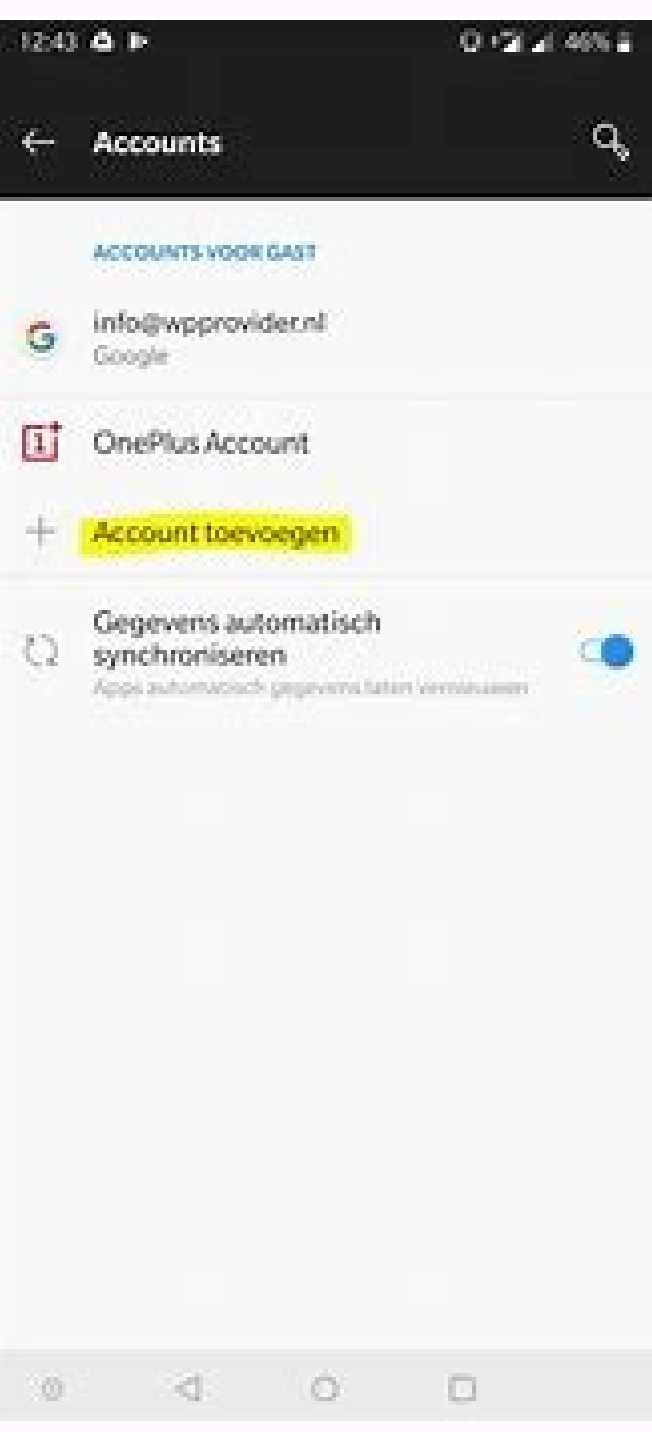 12:43
46%
Accounts
ACCOUNTS VOOR GAST
info@wpprovider.nl
Google
1
OnePlus Account
Account toevoegen
Gegevens automatisch
synchroniseren
Apps automatisch gegevens laten vernieuwen